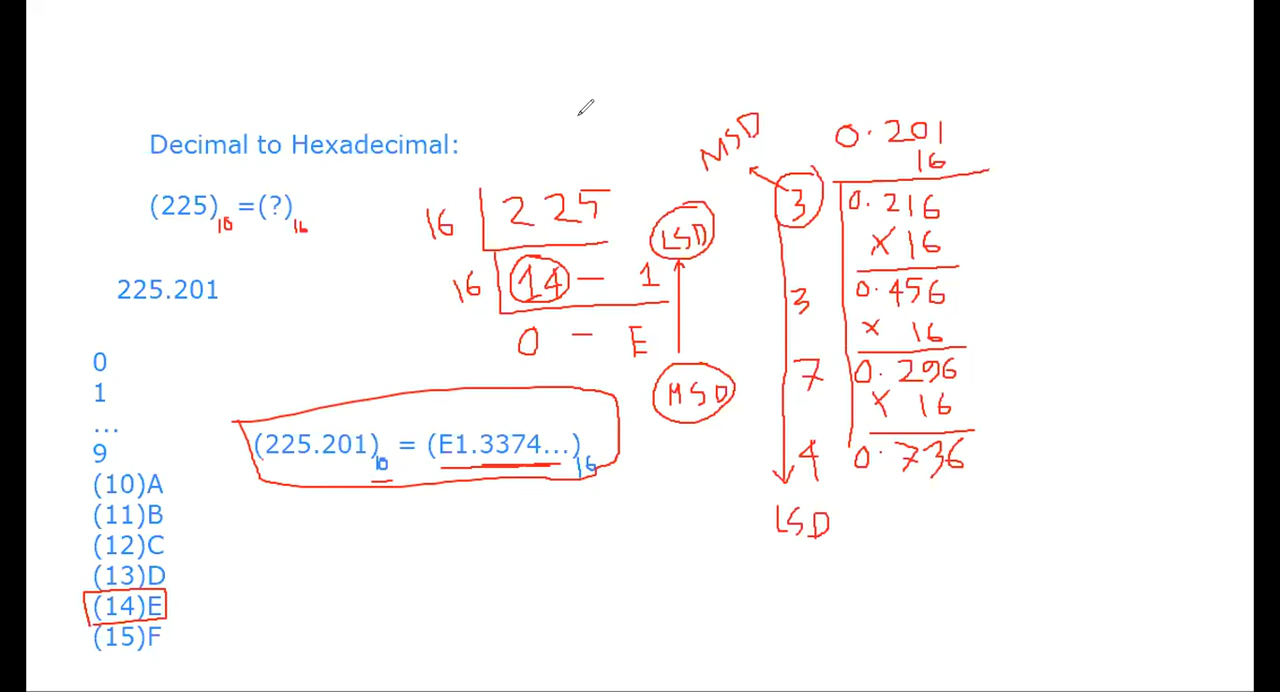 Decimal to Hexadecimal:
(225)10 =(?)16
225.201
0
1
...
9
(10)A
(11)B
(12)C
(13)D
(14)E
(15)F
16 225
16 14 - 1
0 - E
LSD
MSD
(225.201)10 = (E1.3374...)16
MSD
0.201
16
3 0.216
× 16
3 0.456
× 16
7 0.296
× 16
4 0.736
LSD